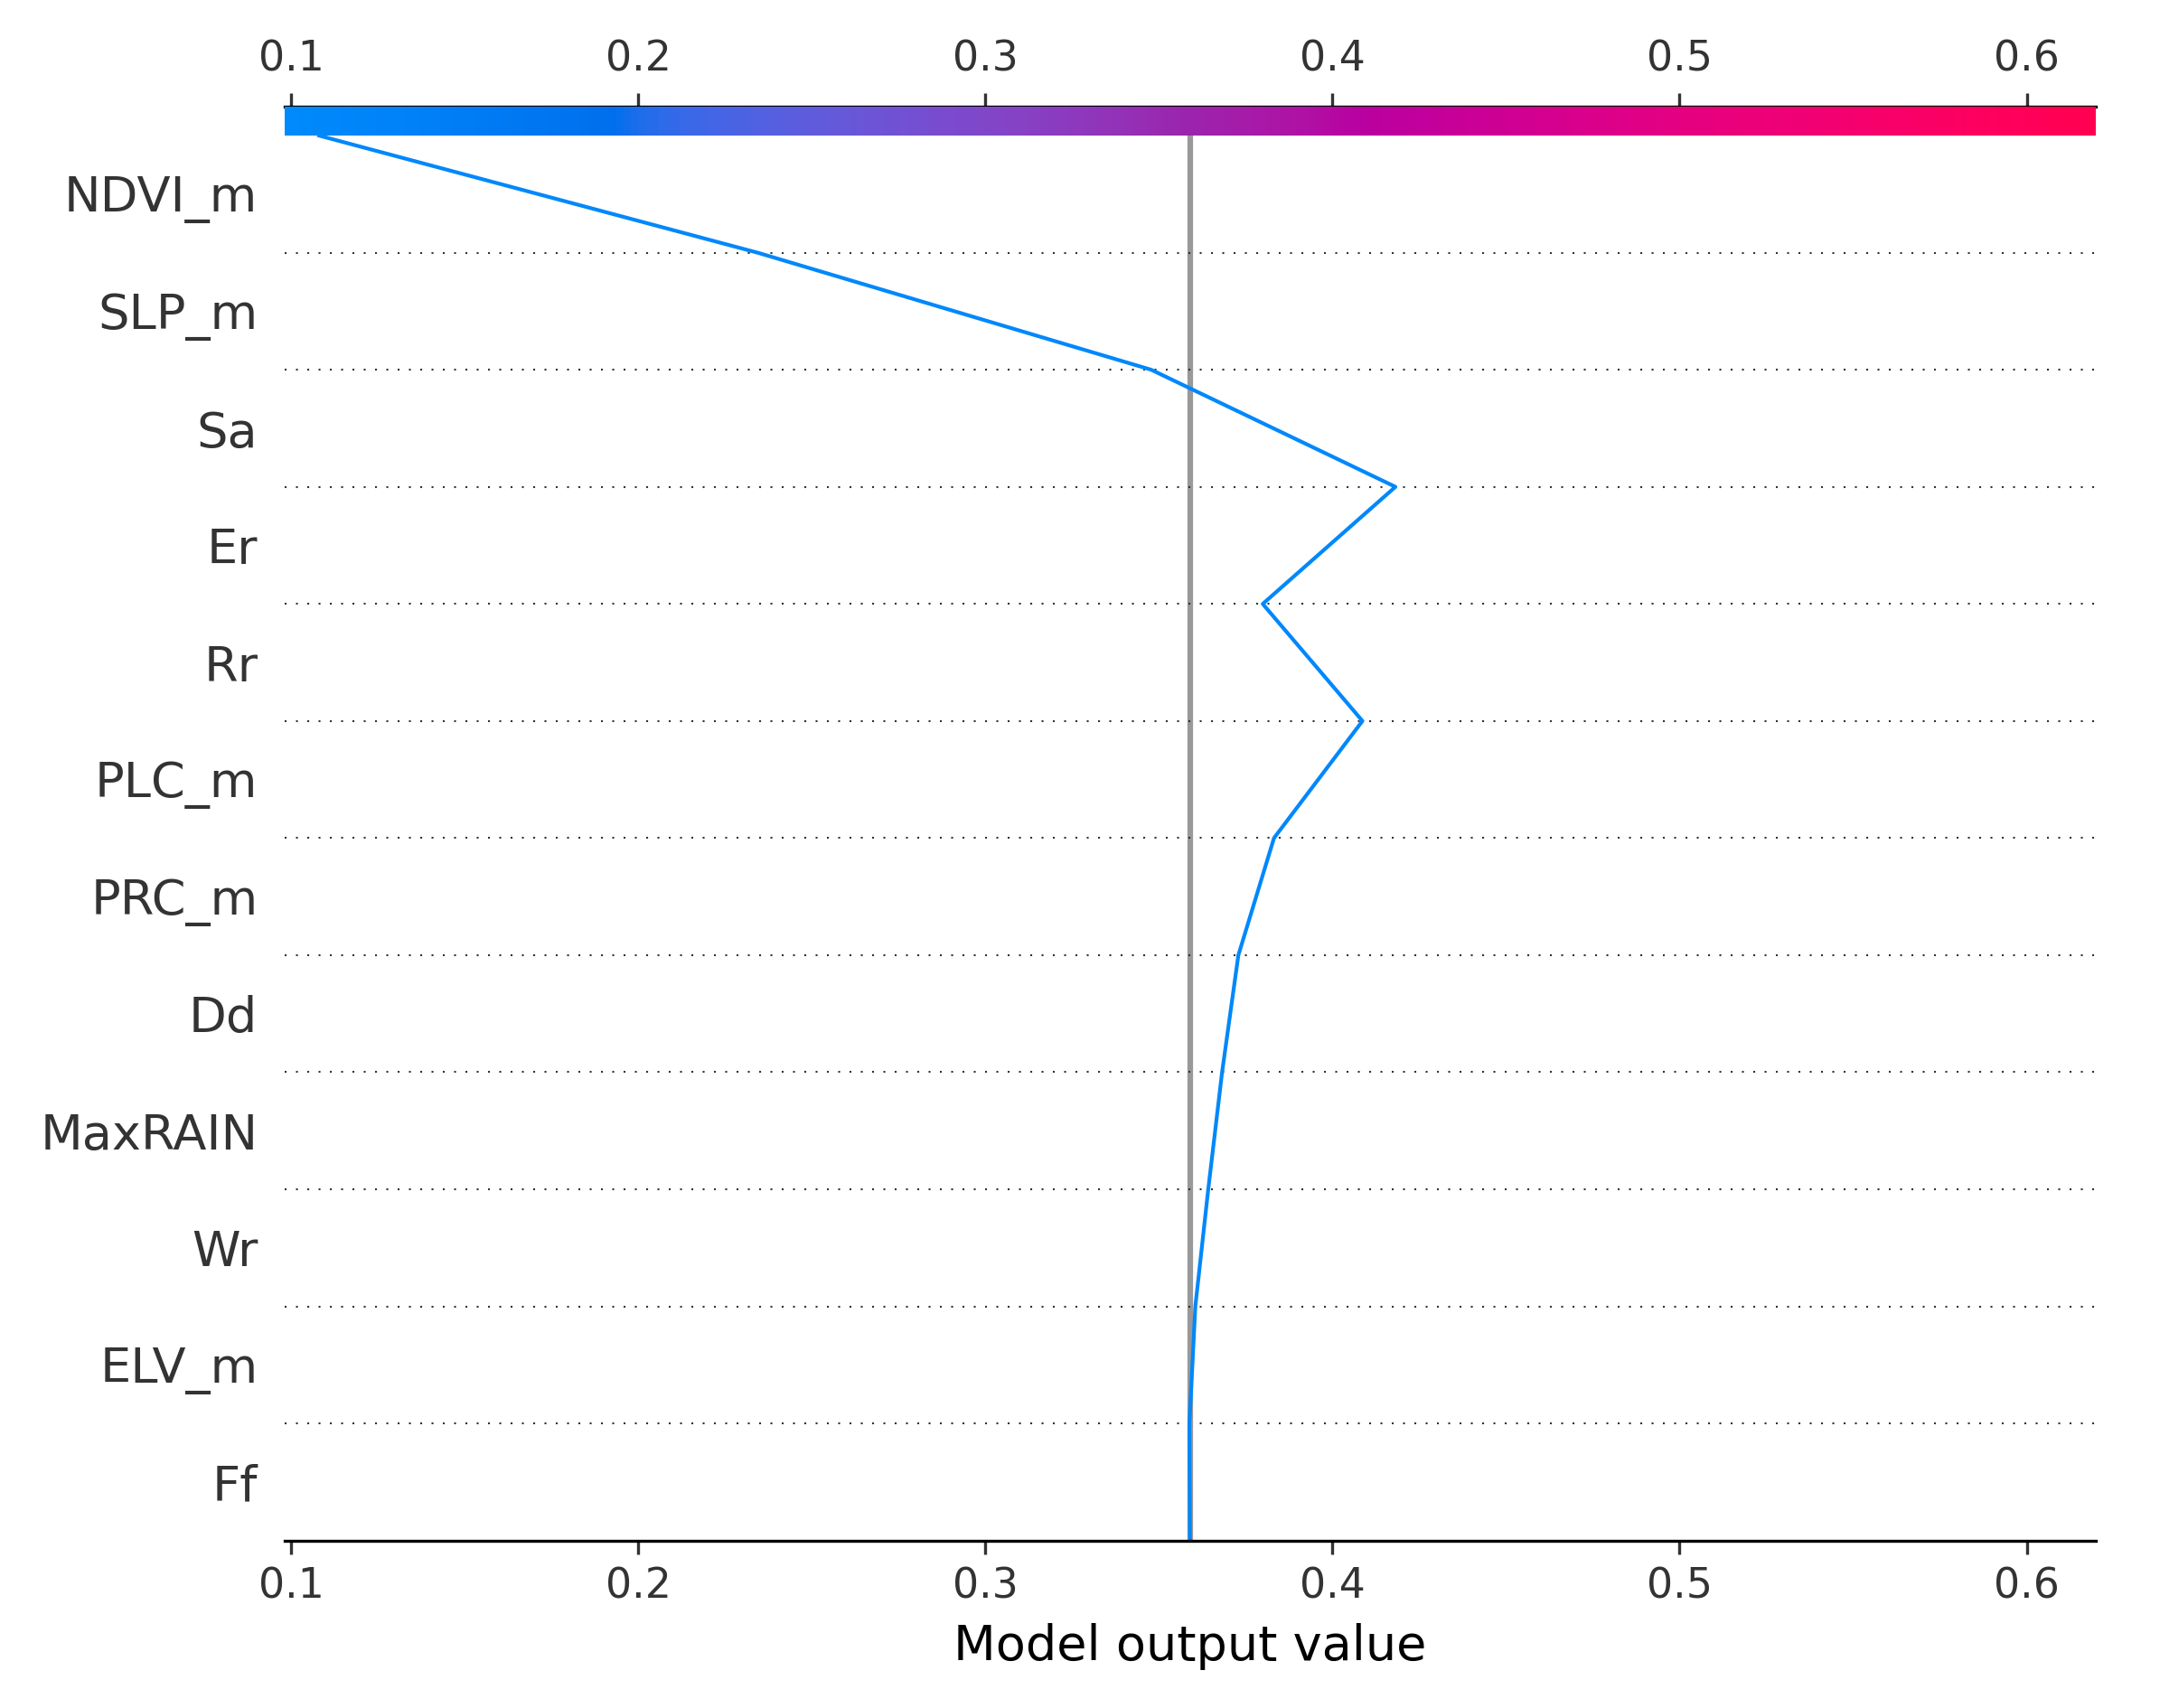 0.1 0.2 0.3 0.4 0.5 0.6
NDVI_m
SLP_m
Sa
Er
Rr
PLC_m
PRC_m
Dd
MaxRAIN
Wr
ELV_m
Ff
0.1 0.2 0.3 0.4 0.5 0.6
Model output value